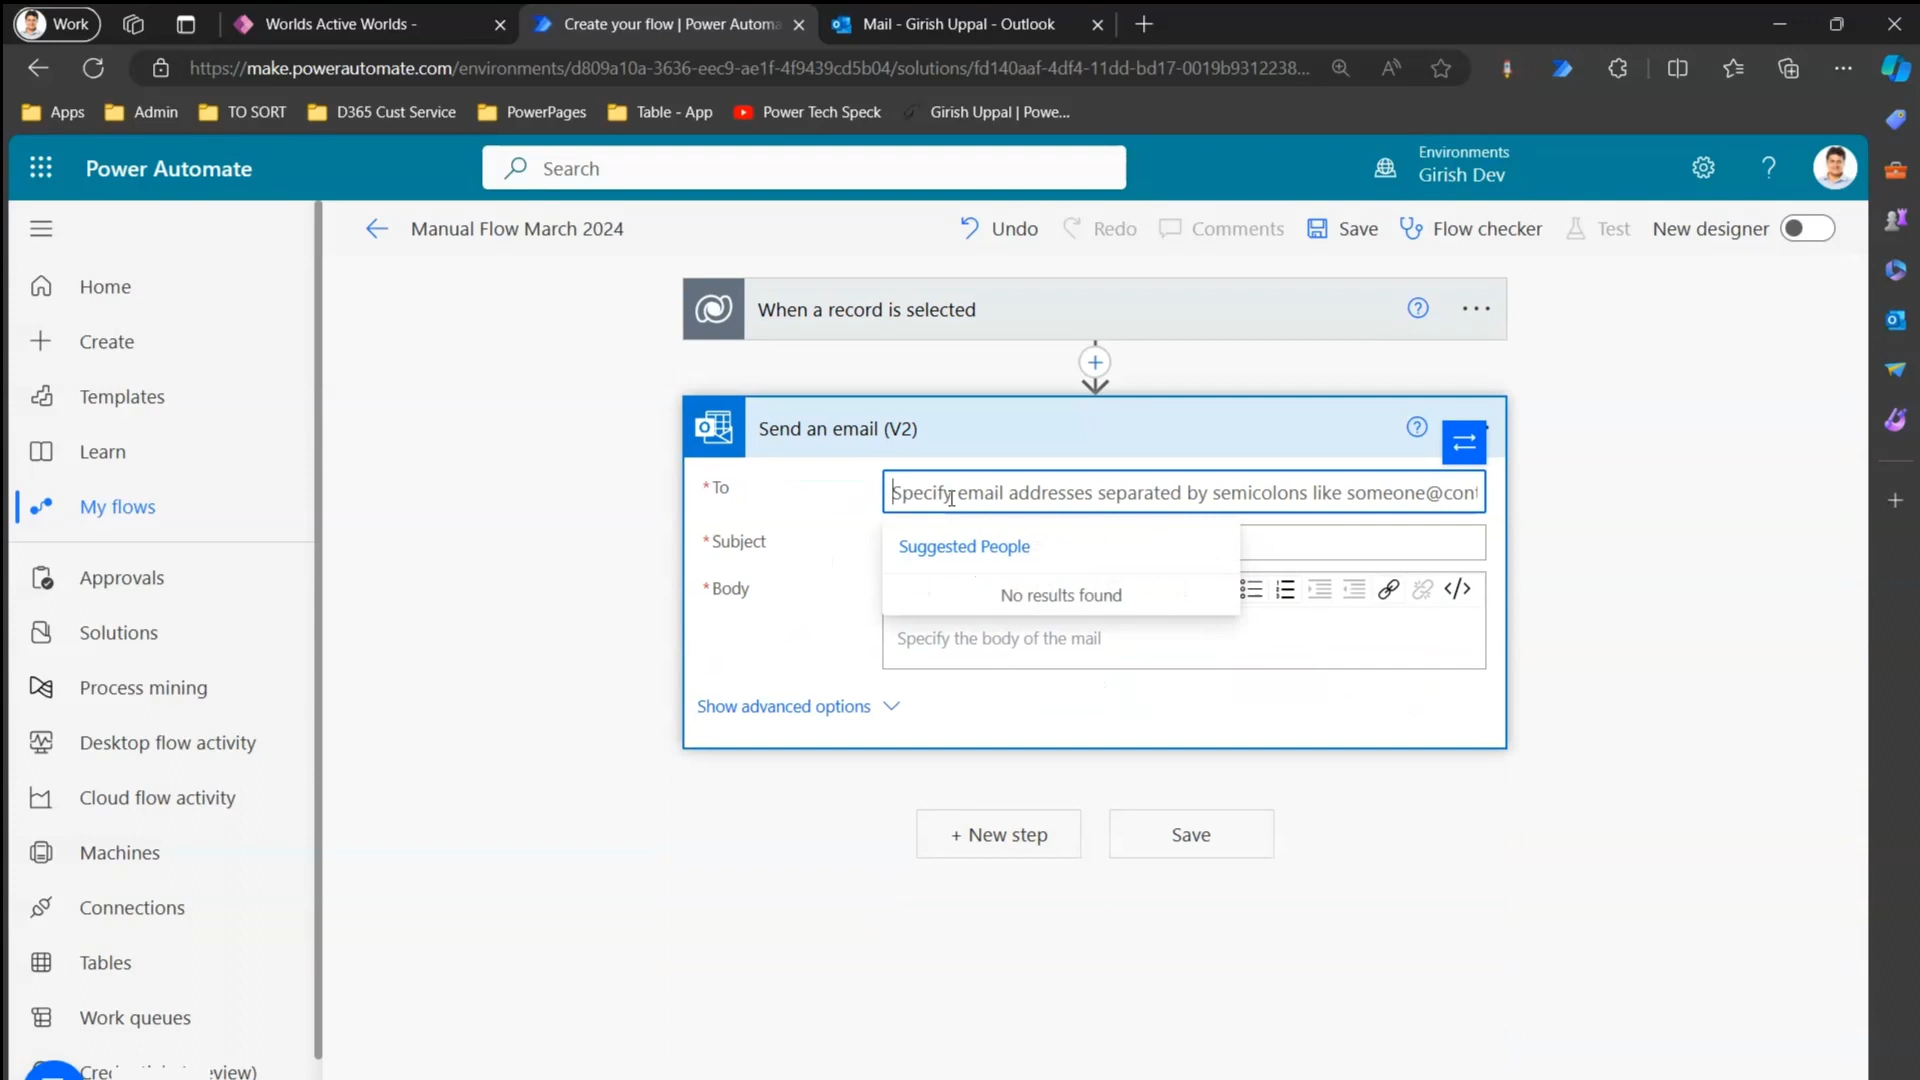 Work
Worlds Active Worlds -
Create your flow | Power Automa
Mail - Girish Uppal - Outlook
https://make.powerautomate.com/environments/d809a10a-3636-eec9-ae1f-4f9439cd5b04/solutions/fd140aaf-4df4-11dd-bd17-0019b9312238...
Apps
Admin
TO SORT
D365 Cust Service
PowerPages
Table - App
Power Tech Speck
Girish Uppal | Powe...
Power Automate
Search
Environments
Girish Dev
Manual Flow March 2024
Undo
Redo
Comments
Save
Flow checker
Test
New designer
Home
Create
Templates
Learn
My flows
Approvals
Solutions
Process mining
Desktop flow activity
Cloud flow activity
Machines
Connections
Tables
Work queues
When a record is selected
Send an email (V2)
* To
Specify email addresses separated by semicolons like someone@cont
* Subject
Suggested People
* Body
No results found
Specify the body of the mail
Show advanced options
+ New step
Save